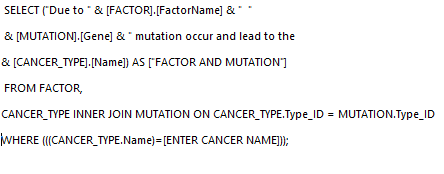 SELECT ("Due to " & [FACTOR].[FactorName] & " "
& [MUTATION].[Gene] & " mutation occur and lead to the
& [CANCER_TYPE].[Name]) AS ["FACTOR AND MUTATION"]
FROM FACTOR,
CANCER_TYPE INNER JOIN MUTATION ON CANCER_TYPE.Type_ID = MUTATION.Type_ID
WHERE (((CANCER_TYPE.Name)=[ENTER CANCER NAME]));